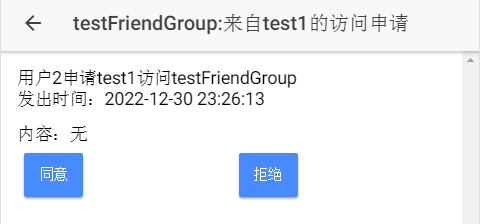 testFriendGroup:来自test1的访问申请
用户2申请test1访问testFriendGroup
发出时间：2022-12-30 23:26:13
内容：无
同意
拒绝